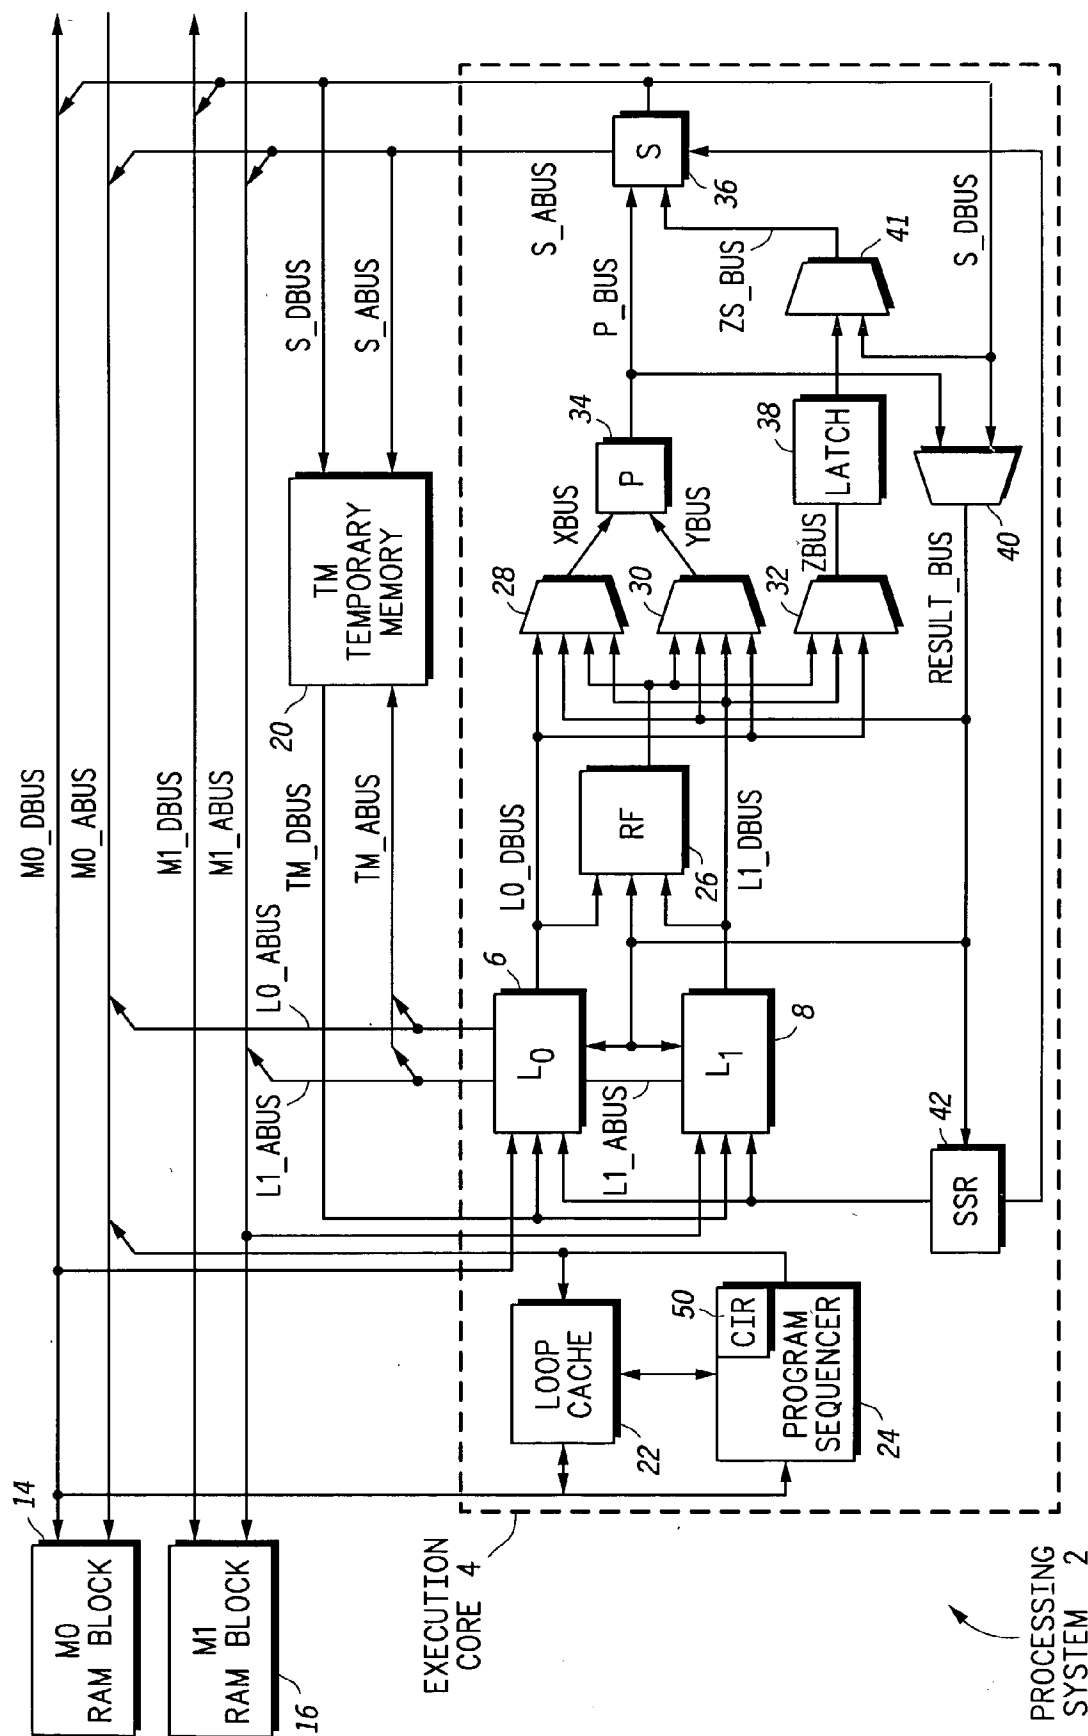 14
M0
RAM BLOCK
M1
RAM BLOCK
16
M0_DBUS
M0_ABUS
M1_DBUS
M1_ABUS
TM_DBUS
TM_ABUS
L0_ABUS
L1_ABUS
20
TM
TEMPORARY
MEMORY
S_DBUS
S_ABUS
EXECUTION
CORE 4
LOOP
CACHE
22
50
CIR
PROGRAM
SEQUENCER
24
L0
6
L1_ABUS
L1
8
42
SSR
L0_DBUS
RF
26
L1_DBUS
28
30
32
XBUS
YBUS
ZBUS
34
P
38
LATCH
RESULT_BUS
40
P_BUS
S_ABUS
S
36
ZS_BUS
41
S_DBUS
PROCESSING
SYSTEM 2